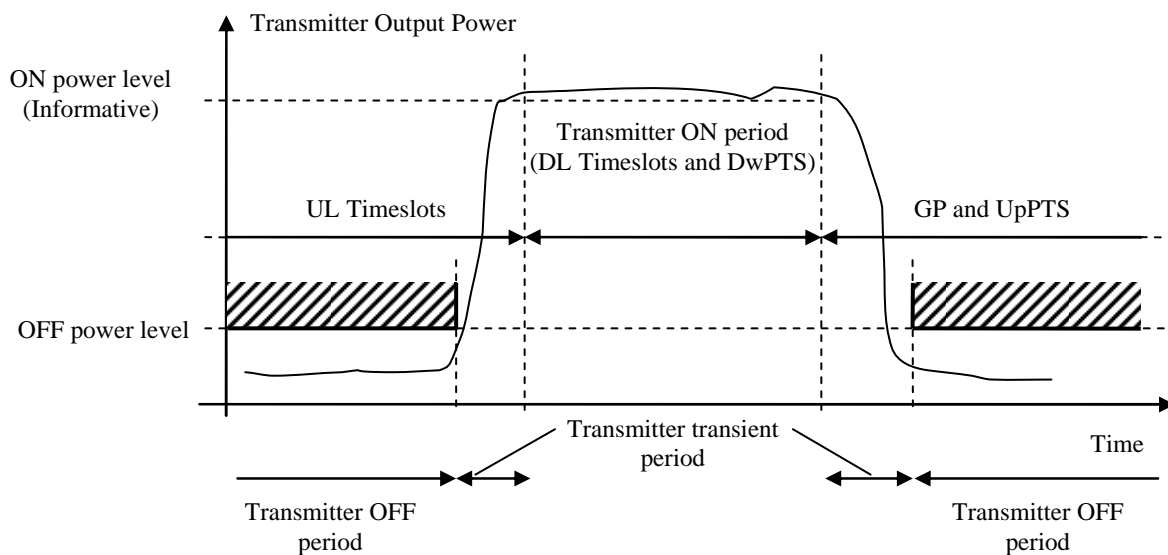 Transmitter Output Power
ON power level
(Informative)
Transmitter ON period
(DL Timeslots and DwPTS)
UL Timeslots
GP and UpPTS
OFF power level
Transmitter transient
period
Time
Transmitter OFF
period
Transmitter OFF
period